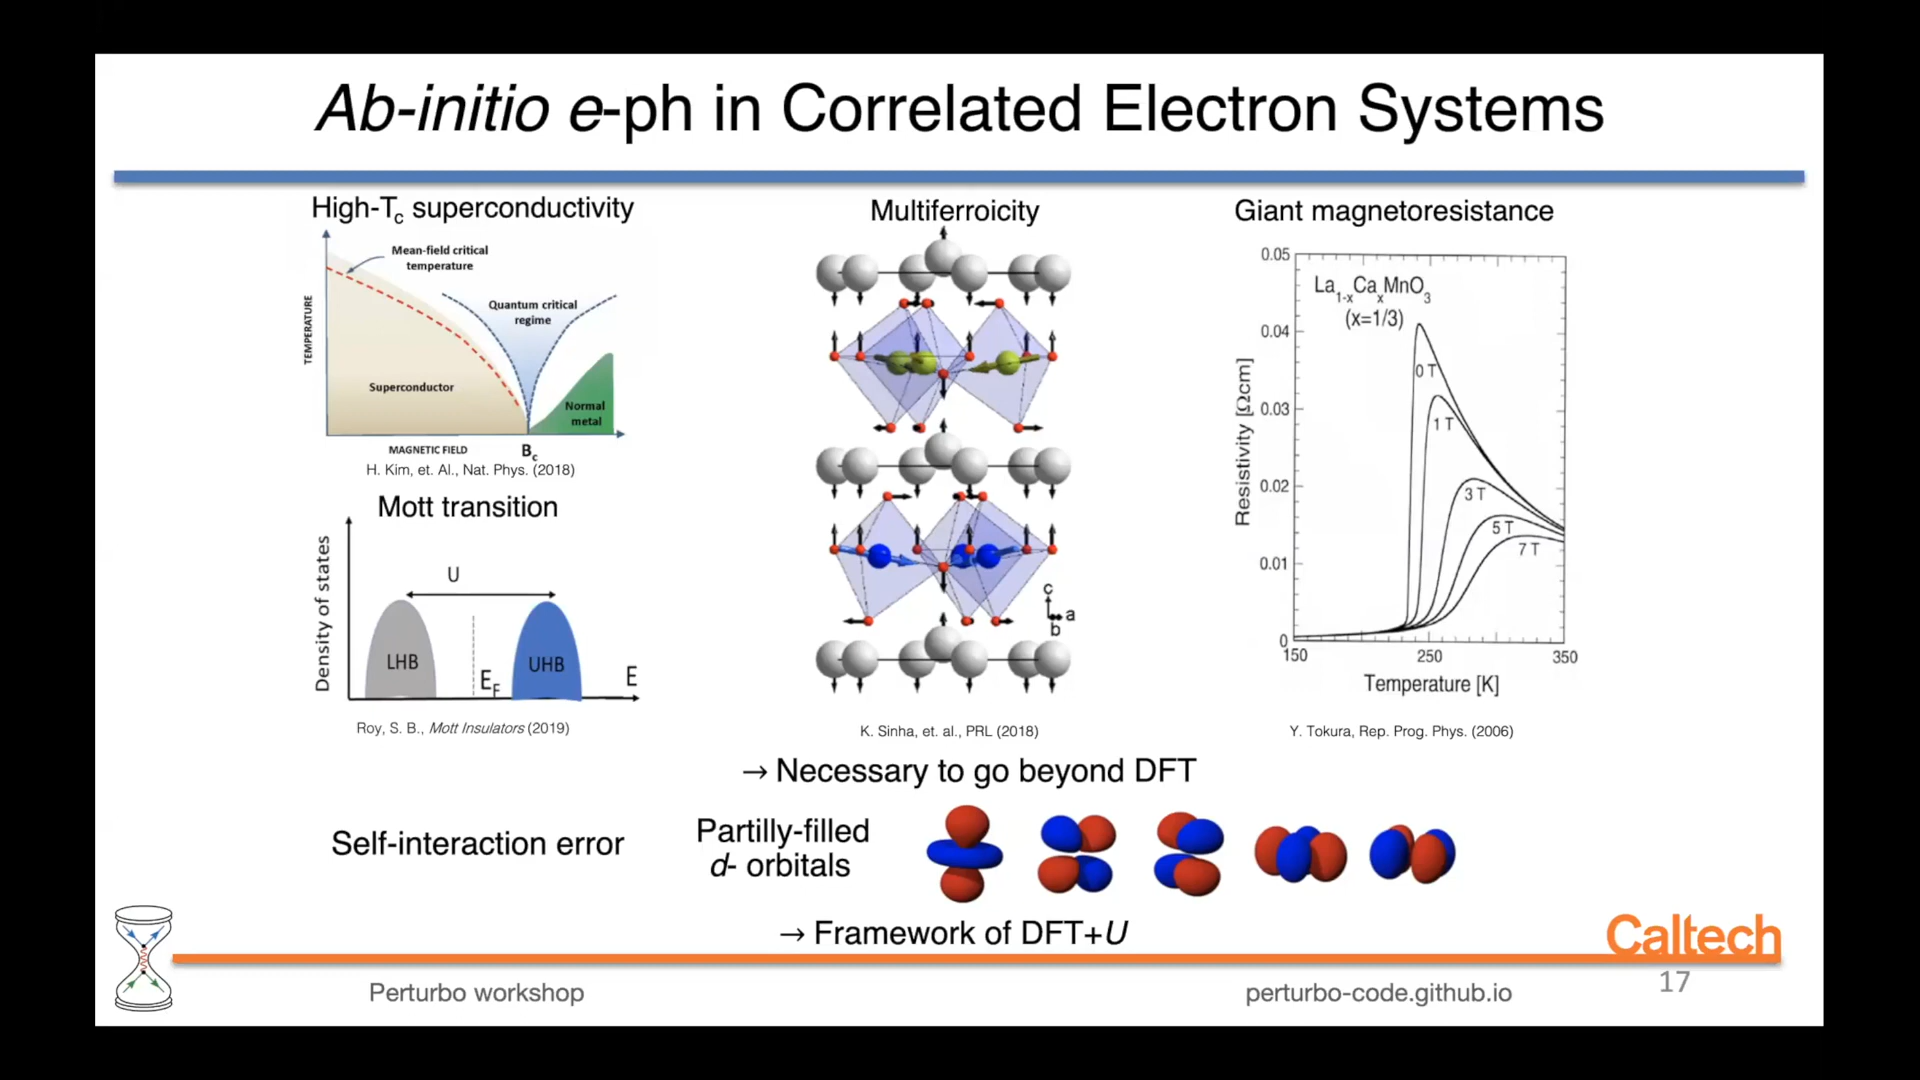 Ab-initio e-ph in Correlated Electron Systems
High-Tc superconductivity
Mean-field critical
temperature
Quantum critical
regime
TEMPERATURE
Superconductor
Normal
metal
MAGNETIC FIELD
Bc
H. Kim, et. Al., Nat. Phys. (2018)
Mott transition
Density of states
U
LHB
EF
UHB
E
Roy, S. B., Mott Insulators (2019)
Multiferroicity
c
a
b
K. Sinha, et. al., PRL (2018)
Giant magnetoresistance
La1-xCaxMnO3
(x=1/3)
0.05
0.04
0.03
0.02
0.01
0
Resistivity [Ωcm]
0 T
1 T
3 T
5 T
7 T
150
250
350
Temperature [K]
Y. Tokura, Rep. Prog. Phys. (2006)
→ Necessary to go beyond DFT
Self-interaction error
Partilly-filled
d- orbitals
→ Framework of DFT+U
Caltech
Perturbo workshop
perturbo-code.github.io
17